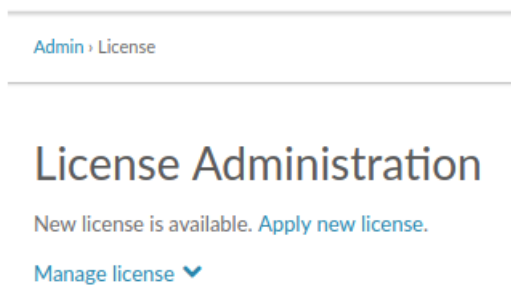 Admin › License
License Administration
New license is available. Apply new license.
Manage license